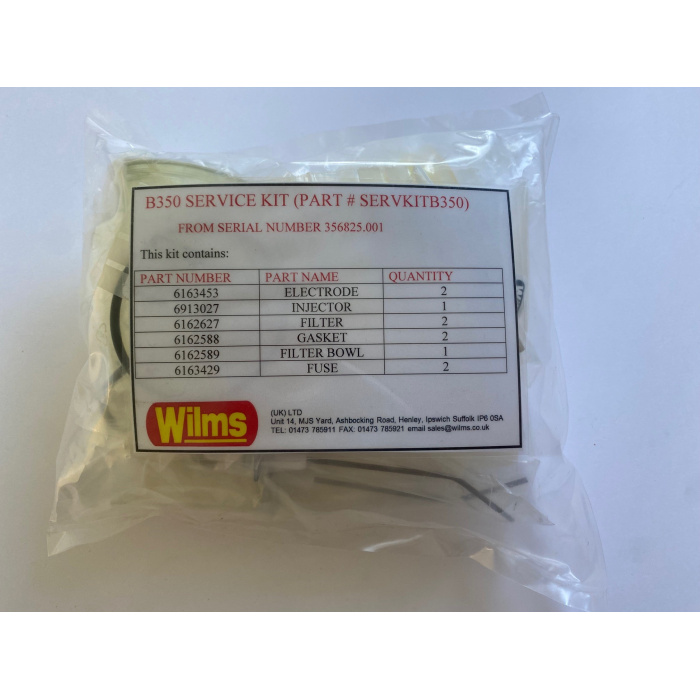 B350 SERVICE KIT (PART # SERVKITB350)
FROM SERIAL NUMBER 356825.001
This kit contains:
PART NUMBER PART NAME QUANTITY
6163453 ELECTRODE 2
6913027 INJECTOR 1
6162627 FILTER 2
6162588 GASKET 2
6162589 FILTER BOWL 1
6163429 FUSE 2
Wilms
(UK) LTD
Unit 14, MJS Yard, Ashbocking Road, Henley, Ipswich Suffolk IP6 0SA
TEL: 01473 785911 FAX: 01473 785921 email sales@wilms.co.uk